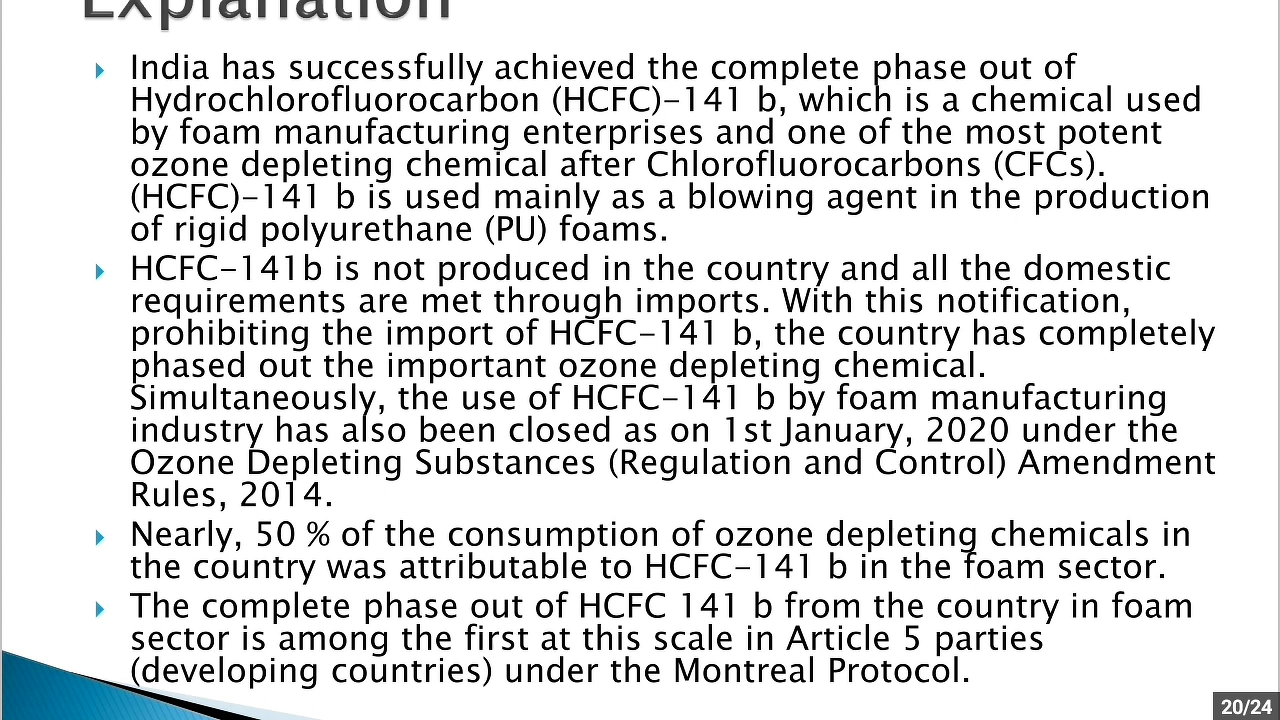 Explanation
India has successfully achieved the complete phase out of
Hydrochlorofluorocarbon (HCFC)-141 b, which is a chemical used
by foam manufacturing enterprises and one of the most potent
ozone depleting chemical after Chlorofluorocarbons (CFCs).
(HCFC)-141 b is used mainly as a blowing agent in the production
of rigid polyurethane (PU) foams.
HCFC-141b is not produced in the country and all the domestic
requirements are met through imports. With this notification,
prohibiting the import of HCFC-141 b, the country has completely
phased out the important ozone depleting chemical.
Simultaneously, the use of HCFC-141 b by foam manufacturing
industry has also been closed as on 1st January, 2020 under the
Ozone Depleting Substances (Regulation and Control) Amendment
Rules, 2014.
Nearly, 50 % of the consumption of ozone depleting chemicals in
the country was attributable to HCFC-141 b in the foam sector.
The complete phase out of HCFC 141 b from the country in foam
sector is among the first at this scale in Article 5 parties
(developing countries) under the Montreal Protocol.
20/24